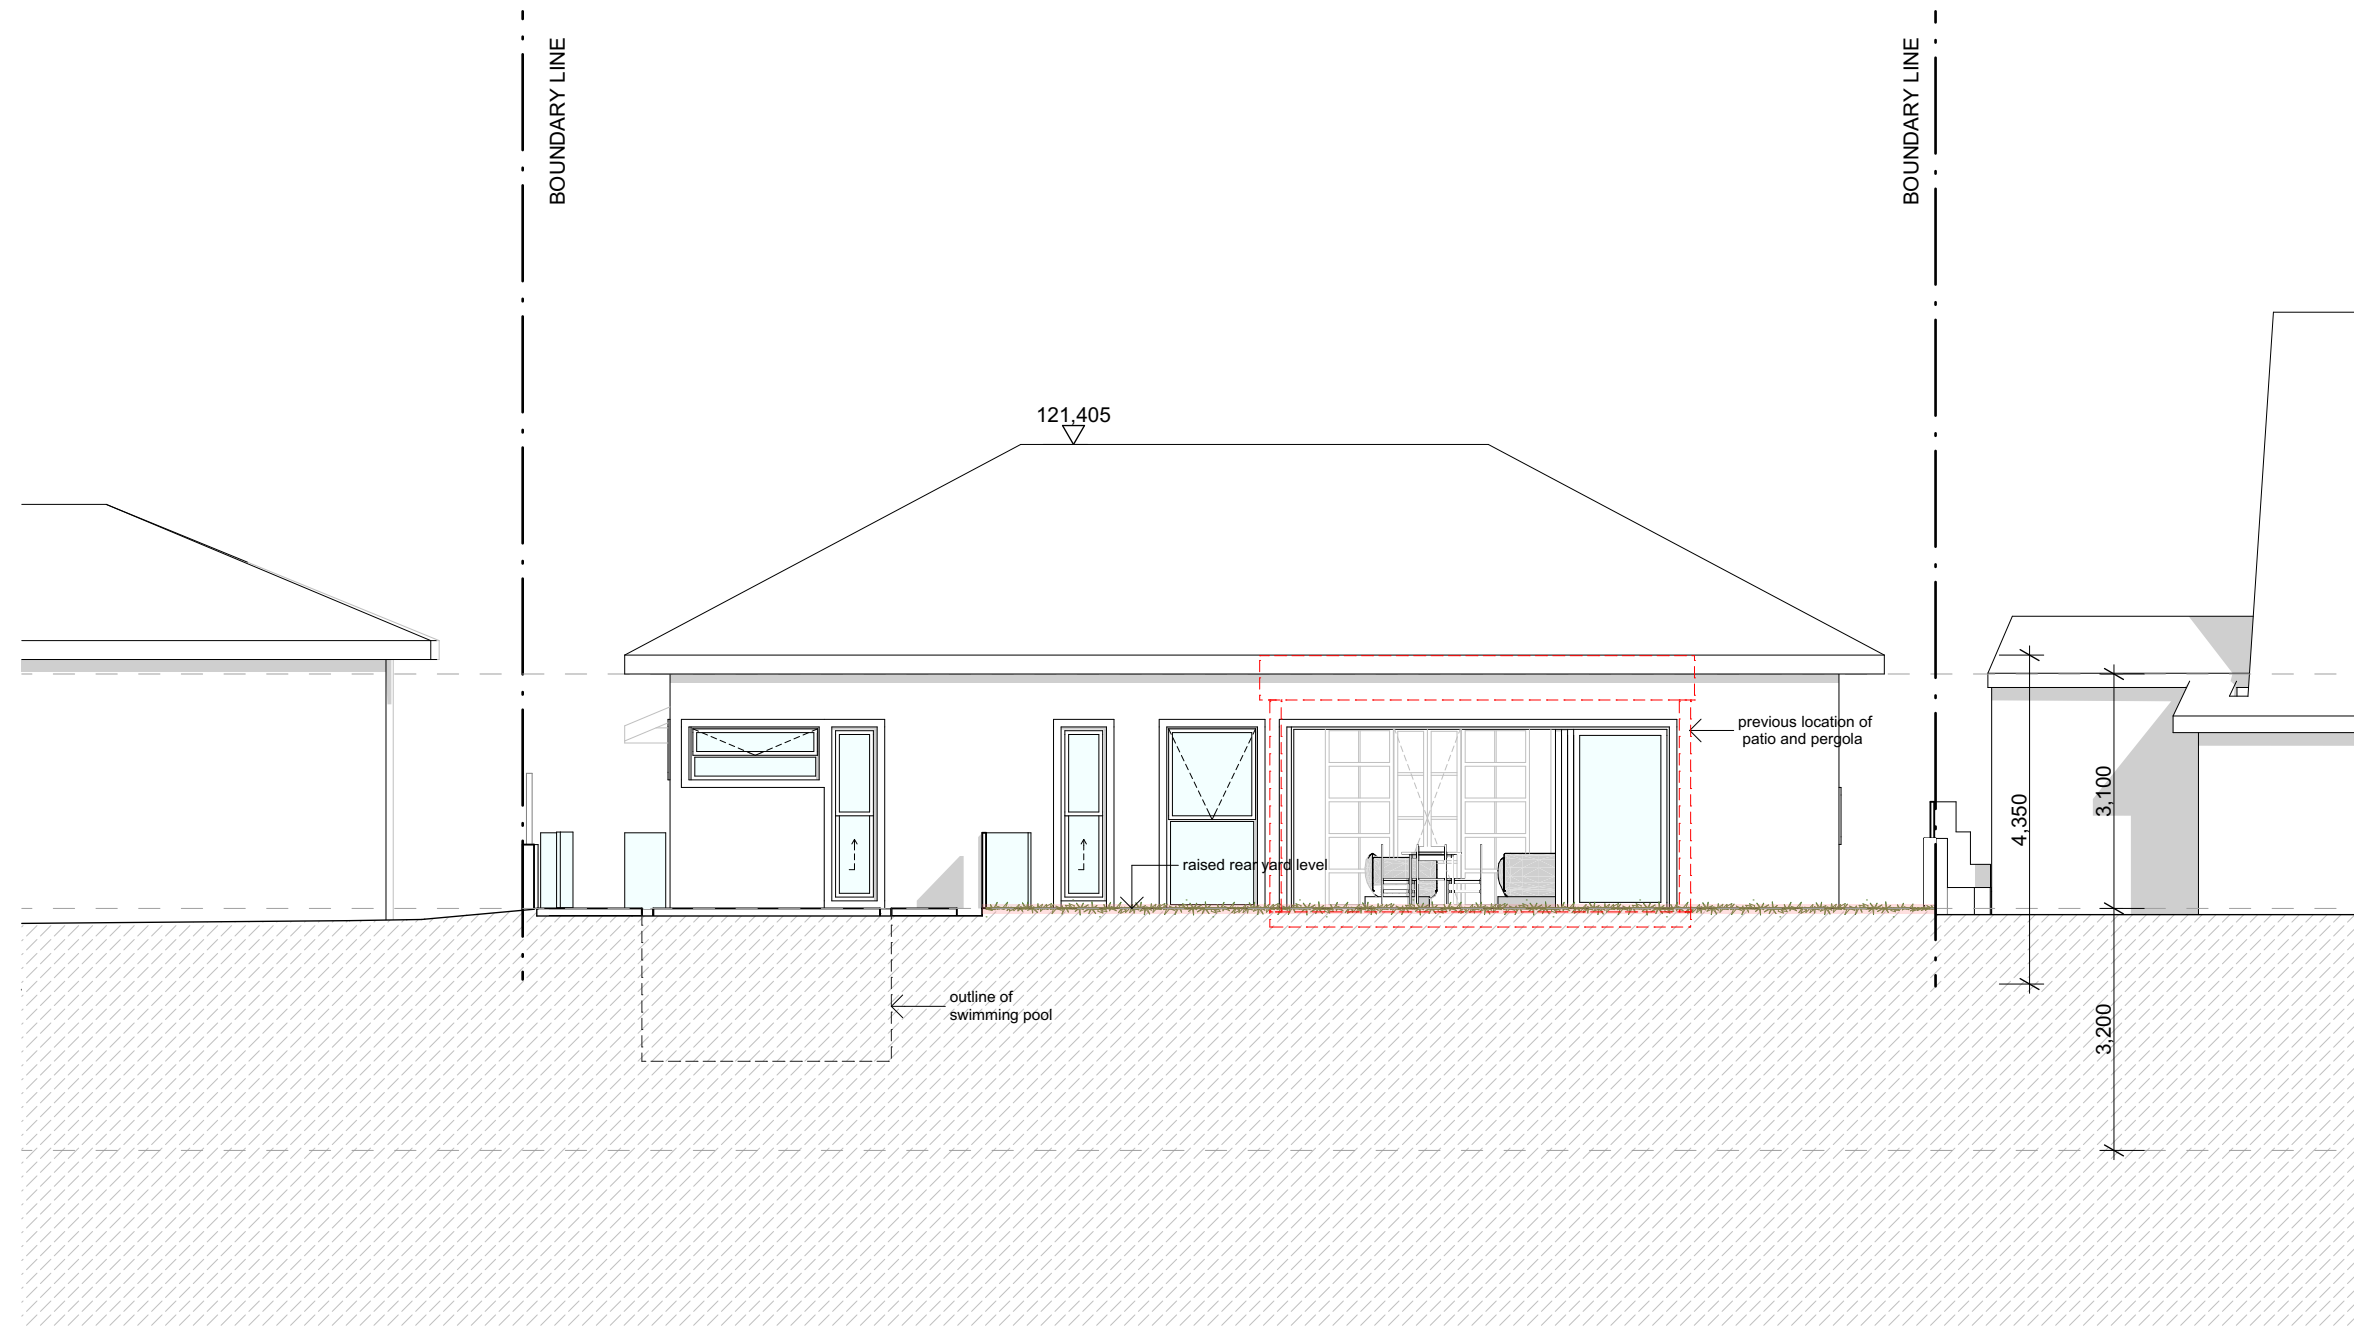 BOUNDARY LINE
BOUNDARY LINE
121,405
previous location of
patio and pergola
4,350
3,100
raised rear yard level
outline of
swimming pool
3,200